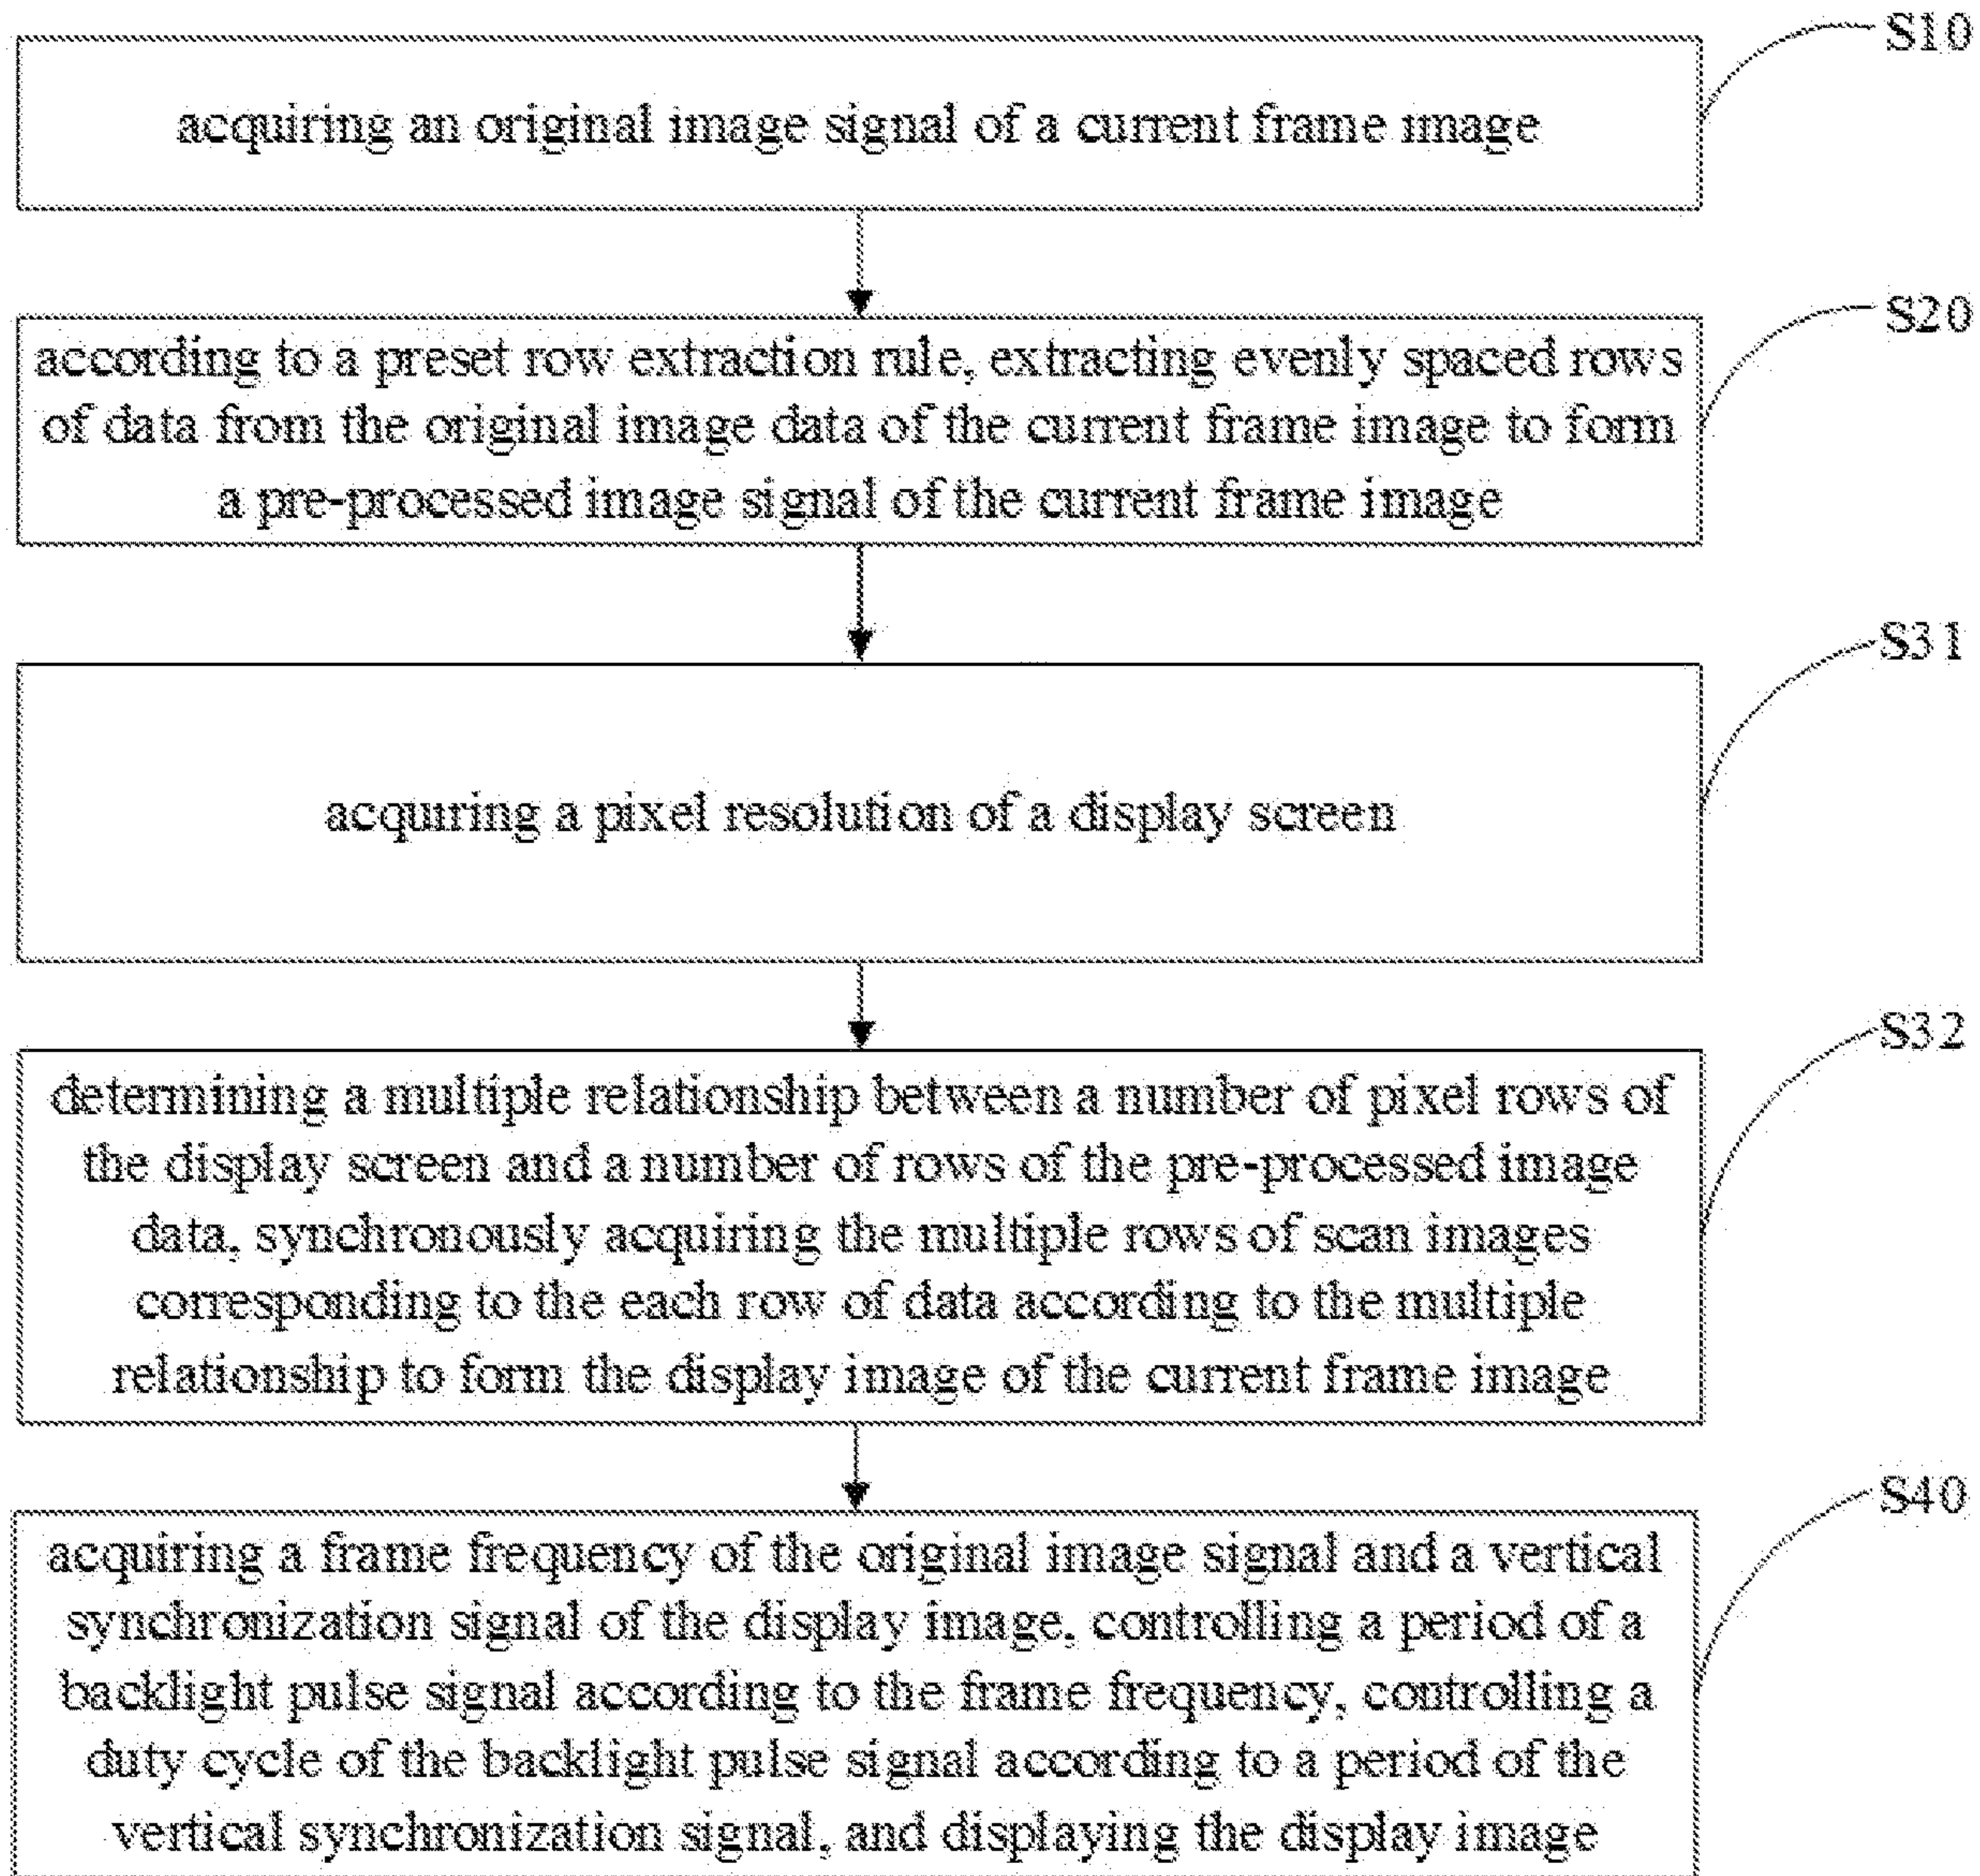 S10
acquiring an original image signal of a current frame image
S20
according to a preset row extraction rule, extracting evenly spaced rows
of data from the original image data of the current frame image to form
a pre-processed image signal of the current frame image
S31
acquiring a pixel resolution of a display screen
S32
determining a multiple relationship between a number of pixel rows of
the display screen and a number of rows of the pre-processed image
data, synchronously acquiring the multiple rows of scan images
corresponding to the each row of data according to the multiple
relationship to form the display image of the current frame image
S40
acquiring a frame frequency of the original image signal and a vertical
synchronization signal of the display image, controlling a period of a
backlight pulse signal according to the frame frequency, controlling a
duty cycle of the backlight pulse signal according to a period of the
vertical synchronization signal, and displaying the display image